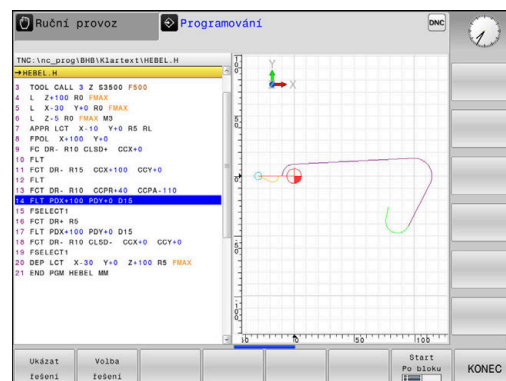 Ruční provoz
Programování
DNC
TNC:\nc_prog\BHB\Klartext\HEBEL.H
→HEBEL.H
3 TOOL CALL 3 Z S3500 F500
4 L Z+100 R0 FMAX
5 L X-30 Y+0 R0 FMAX
6 L Z-5 R0 FMAX M3
7 APPR LCT X-10 Y+0 R5 RL
8 FPOL X+100 Y+0
9 FC DR- R10 CLSD+ CCX+0
10 FLT
11 FCT DR- R15 CCX+100 CCY+0
12 FLT
13 FCT DR- R10 CCPR+40 CCPA-110
14 FLT PDX+100 PDY+0 D15
15 FSELECT1
16 FCT DR+ R5
17 FLT PDX+100 PDY+0 D15
18 FCT DR- R10 CLSD- CCX+0 CCY+0
19 FSELECT1
20 DEP LCT X-30 Y+0 Z+100 R5 FMAX
21 END PGM HEBEL MM
Y
X
0
50
100
Ukázat řešení
Volba řešení
Start Po bloku
KONEC